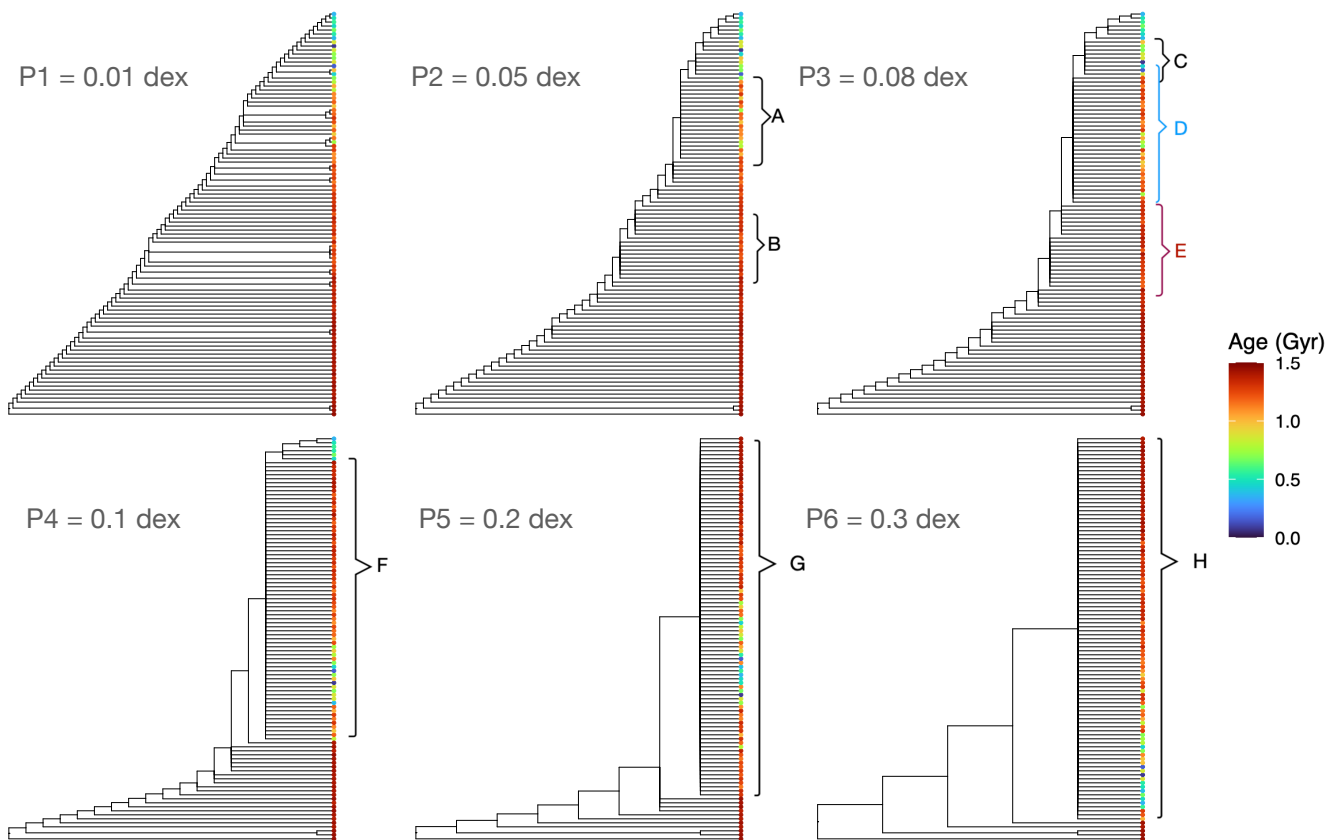 P1 = 0.01 dex
P2 = 0.05 dex
P3 = 0.08 dex
A
B
C
D
E
Age (Gyr)
1.5
1.0
0.5
0.0
P4 = 0.1 dex
P5 = 0.2 dex
P6 = 0.3 dex
F
G
H